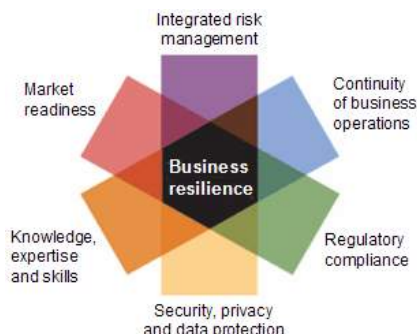 Integrated risk
management
Market
readiness
Continuity
of business
operations
Business
resilience
Knowledge,
expertise
and skills
Regulatory
compliance
Security, privacy
and data protection